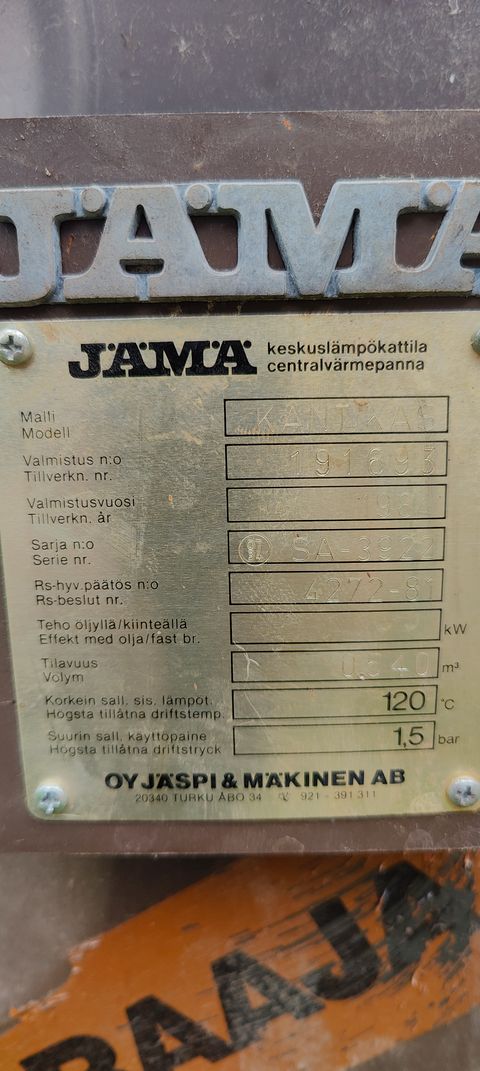 JÄMÄ
JÄMÄ keskuslämpökattila
centralvärmepanna
Malli
Modell
Valmistus n:o 191693
Tillverkn. nr.
Valmistusvuosi
Tillverkn. år
Sarja n:o SA-3922
Serie nr.
Rs-hyv.päätös n:o 4272-81
Rs-beslut nr.
Teho öljyllä/kiinteällä kW
Effekt med olja/fast br.
Tilavuus m³
Volym
Korkein sall. sis. lämpöt. 120 °C
Högsta tillåtna driftstemp.
Suurin sall. käyttöpaine 1,5 bar
Högsta tillåtna driftstryck
OY JÄSPI & MÄKINEN AB
20340 TURKU ÅBO 34 921 - 391 311
RAAJA